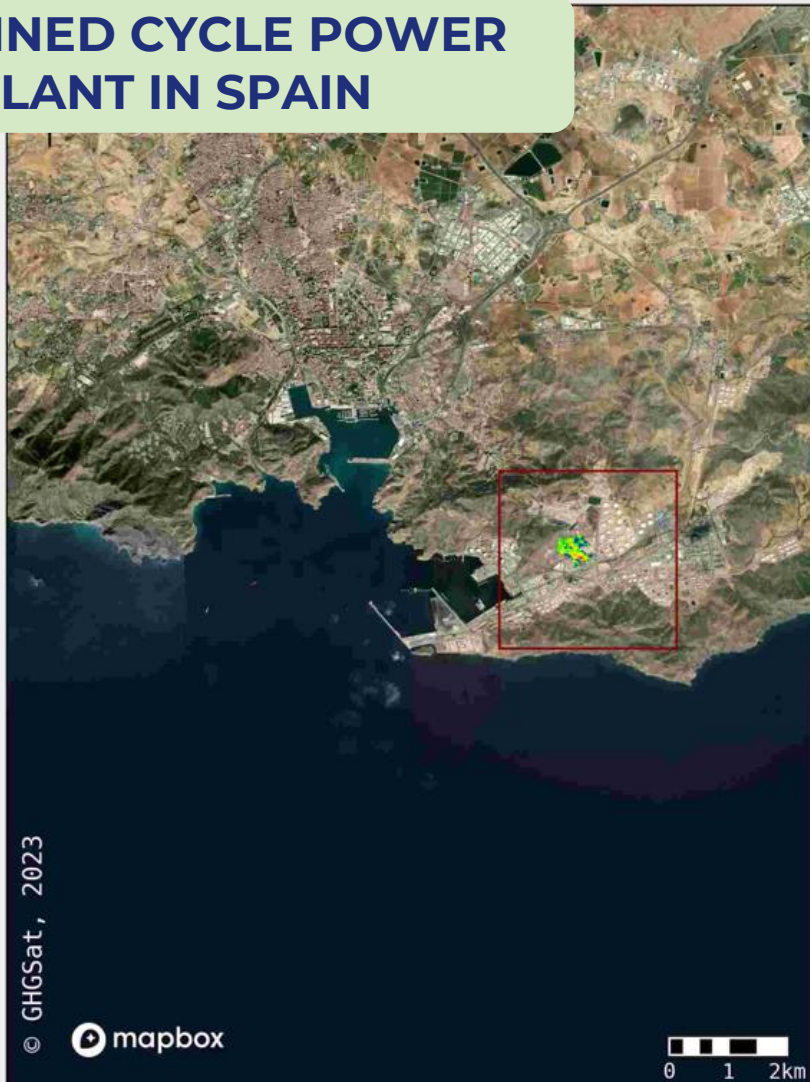 INED CYCLE POWER
LANT IN SPAIN
© GHGSat, 2023
mapbox
0 1 2km